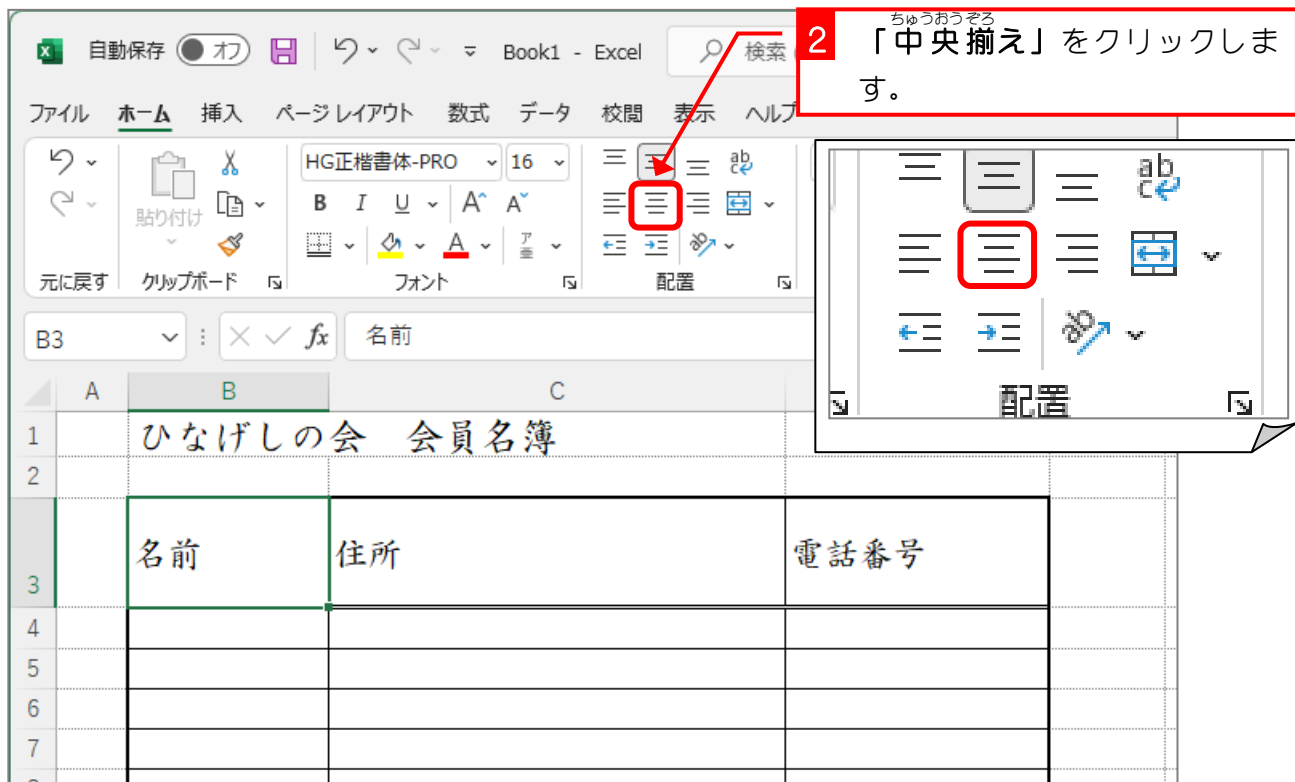 自動保存 オフ Book1 - Excel 検索
ちゅうおうぞろ
2 「中央揃え」をクリックしま
す。
ファイル ホーム 挿入 ページ レイアウト 数式 データ 校閲 表示 ヘルプ
HG正楷書体-PRO 16 ab c
貼り付け B I U A A
A ア 亜
元に戻す クリップボード フォント 配置
ab
c
配置
B3 fx 名前
A B C
1 ひなげしの会 会員名簿
2
3 名前 住所 電話番号
4
5
6
7